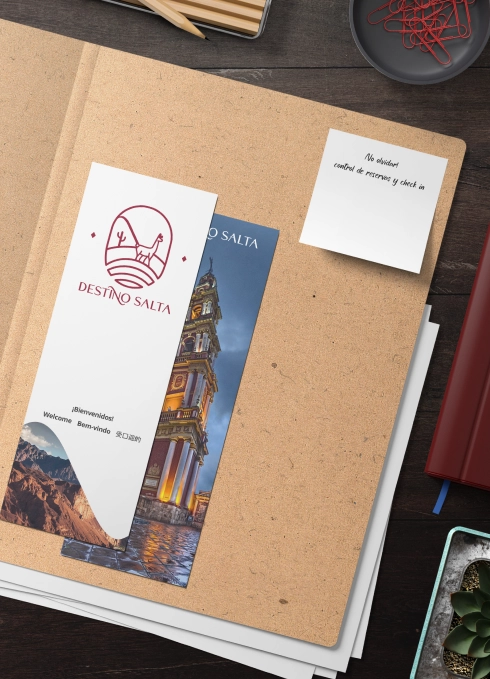 No olvidar!
control de reservas y check in
DESTINO SALTA
O SALTA
¡Bienvenidos!
Welcome Bem-vindo 受口迎的